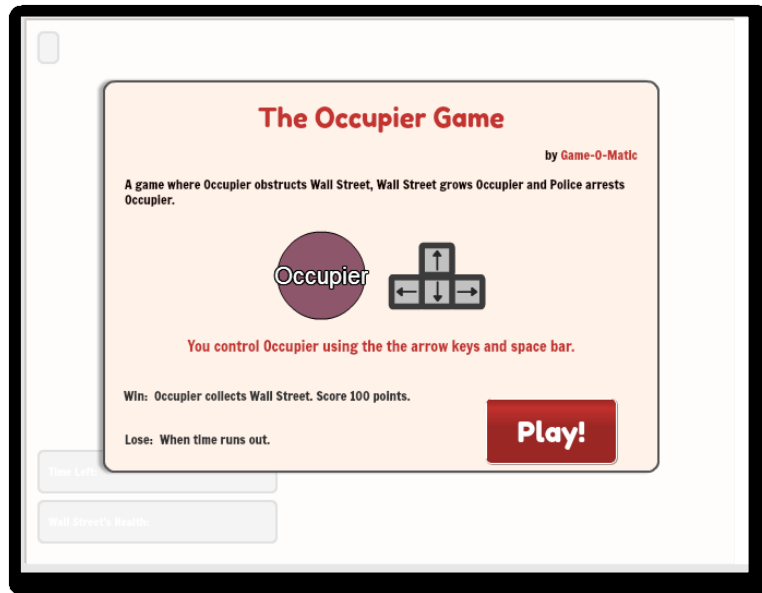 The Occupier Game
by Game-O-Matic
A game where Occupier obstructs Wall Street, Wall Street grows Occupier and Police arrests
Occupier.
Occupier
You control Occupier using the the arrow keys and space bar.
Win: Occupier collects Wall Street. Score 100 points.
Play!
Lose: When time runs out.
Time Left:
Wall Street's Health: